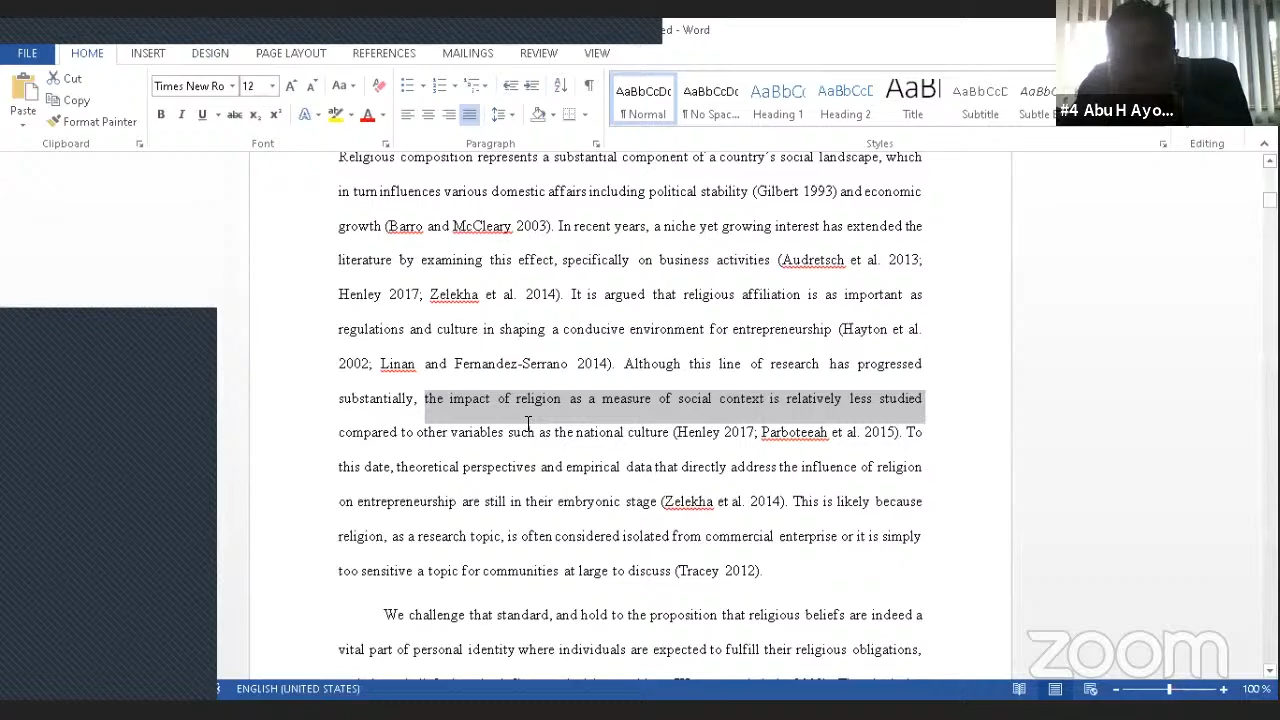 ed - Word
FILE HOME INSERT DESIGN PAGE LAYOUT REFERENCES MAILINGS REVIEW VIEW
Paste
Cut
Copy
Format Painter
Clipboard
Times New Ro 12
Aa
B I U abc X₂ X² A A
Font
Paragraph
AaBbCcDc AaBbCcDc AaBbCc AaBbCcE AaBl AaBbCcD
¶ Normal ¶ No Spac... Heading 1 Heading 2 Title Subtitle Subtle
Styles
Editing
#4 Abu H Ayo...
Religious composition represents a substantial component of a country's social landscape, which
in turn influences various domestic affairs including political stability (Gilbert 1993) and economic
growth (Barro and McCleary 2003). In recent years, a niche yet growing interest has extended the
literature by examining this effect, specifically on business activities (Audretsch et al. 2013;
Henley 2017; Zelekha et al. 2014). It is argued that religious affiliation is as important as
regulations and culture in shaping a conducive environment for entrepreneurship (Hayton et al.
2002; Linan and Fernandez-Serrano 2014). Although this line of research has progressed
substantially, the impact of religion as a measure of social context is relatively less studied
compared to other variables such as the national culture (Henley 2017; Parboteeah et al. 2015). To
this date, theoretical perspectives and empirical data that directly address the influence of religion
on entrepreneurship are still in their embryonic stage (Zelekha et al. 2014). This is likely because
religion, as a research topic, is often considered isolated from commercial enterprise or it is simply
too sensitive a topic for communities at large to discuss (Tracey 2012).
We challenge that standard, and hold to the proposition that religious beliefs are indeed a
vital part of personal identity where individuals are expected to fulfill their religious obligations,
zoom
ENGLISH (UNITED STATES)
100 %